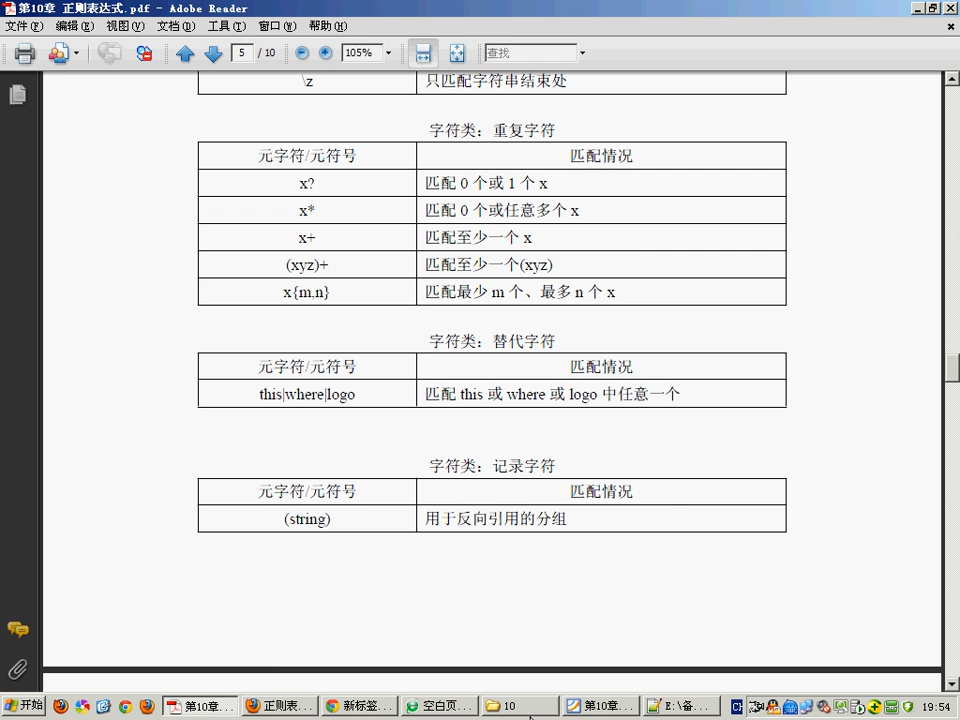 第10章 正则表达式.pdf - Adobe Reader
文件(F) 编辑(E) 视图(V) 文档(D) 工具(T) 窗口(W) 帮助(H)
5 / 10 105% 查找
\z 只匹配字符串结束处
字符类：重复字符
元字符/元符号 匹配情况
x? 匹配 0 个或 1 个 x
x* 匹配 0 个或任意多个 x
x+ 匹配至少一个 x
(xyz)+ 匹配至少一个(xyz)
x{m,n} 匹配最少 m 个、最多 n 个 x
字符类：替代字符
元字符/元符号 匹配情况
this|where|logo 匹配 this 或 where 或 logo 中任意一个
字符类：记录字符
元字符/元符号 匹配情况
(string) 用于反向引用的分组
开始 第10章... 正则表... 新标签... 空白页... 10 第10章... E:\备... CH 19:54